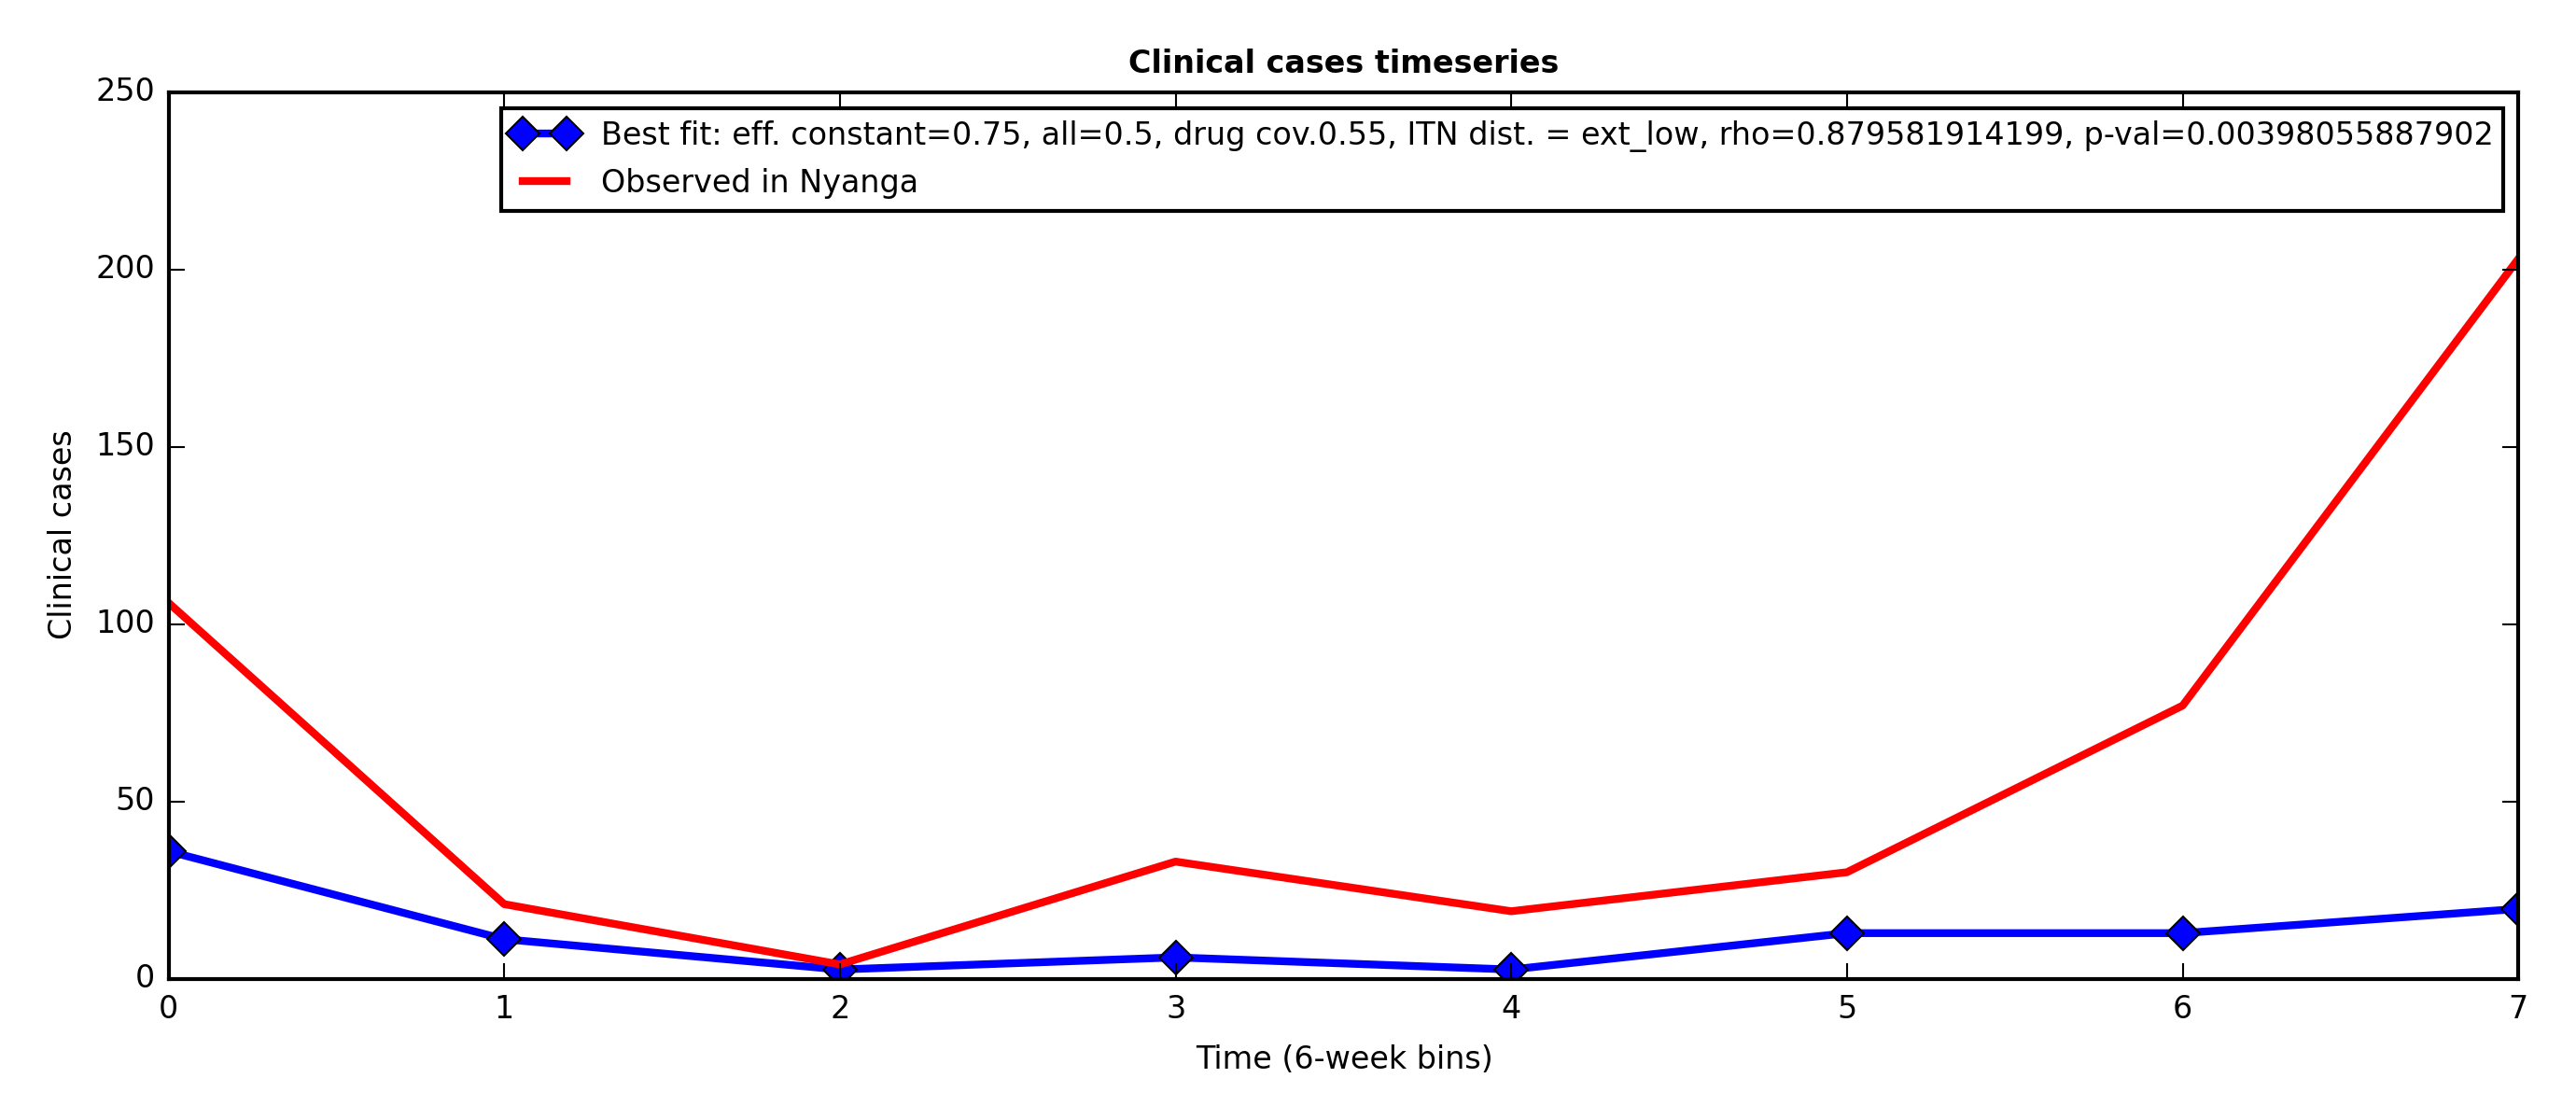 Clinical cases timeseries
250
200
150
100
50
0
Clinical cases
Best fit: eff. constant=0.75, all=0.5, drug cov.0.55, ITN dist. = ext_low, rho=0.879581914199, p-val=0.00398055887902
Observed in Nyanga
0 1 2 3 4 5 6 7
Time (6-week bins)